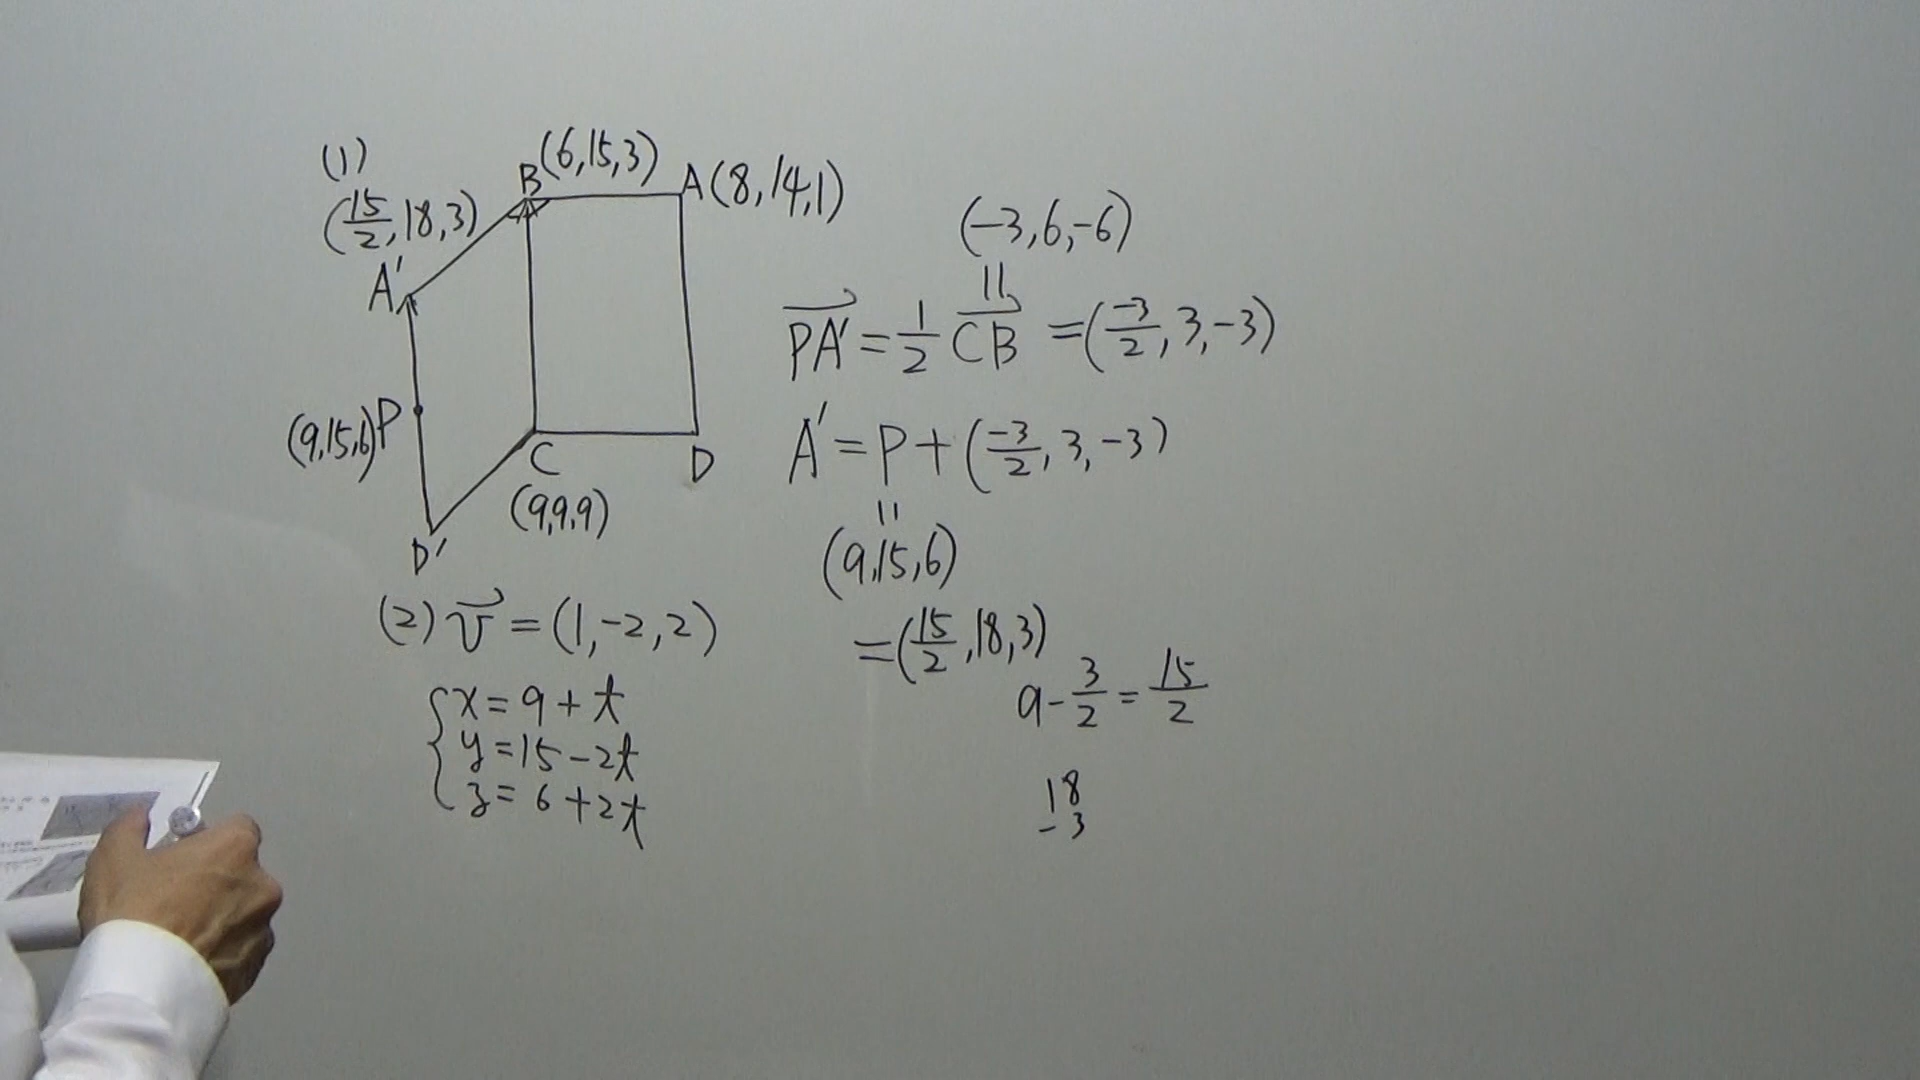 (1)
B(6,15,3)
A(8,14,1)
(15/2,18,3)
A'
(9,15,6)P
C
D
(9,9,9)
D'
(2) v⃗=(1,-2,2)
{x=9+t
y=15-2t
z=6+2t
(-3,6,-6)
||
PA'⃗=1/2 CB⃗=(-3/2,3,-3)
A'=P+(-3/2,3,-3)
||
(9,15,6)
=(15/2,18,3)
9-3/2=15/2
18
-3